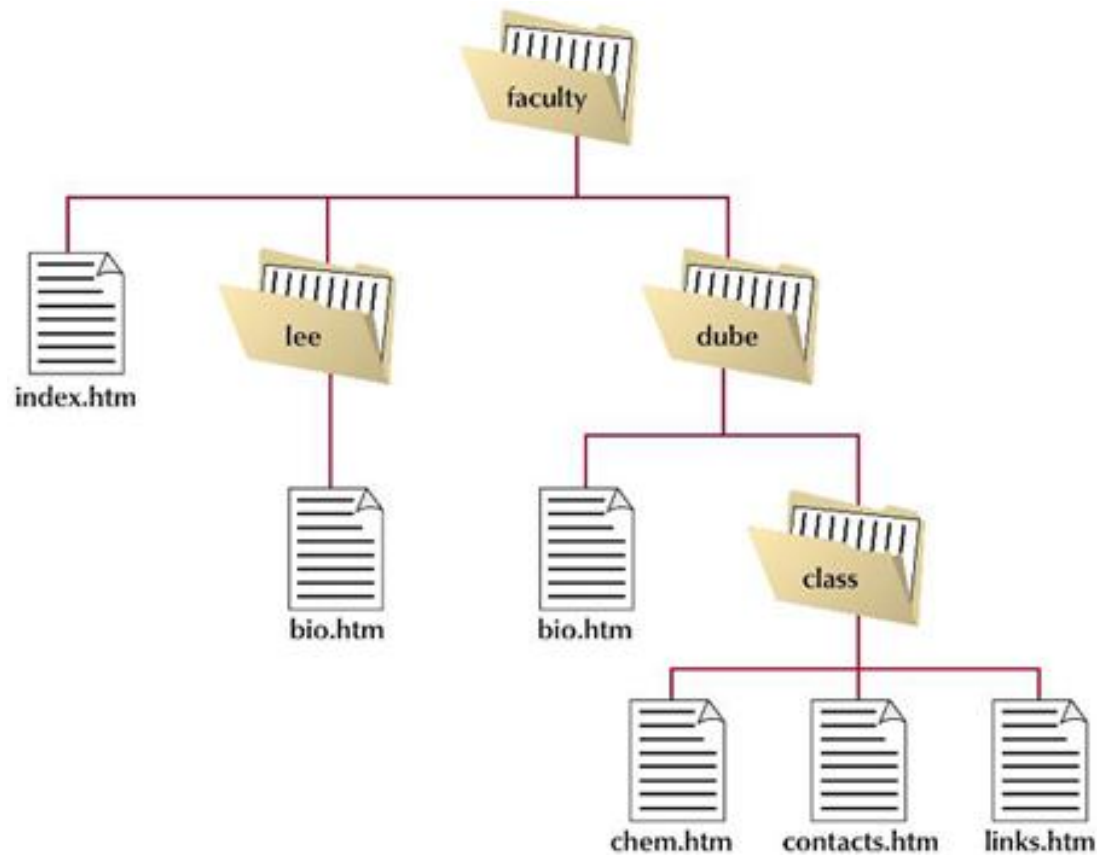 faculty
lee
dube
index.htm
class
bio.htm
bio.htm
chem.htm
contacts.htm
links.htm